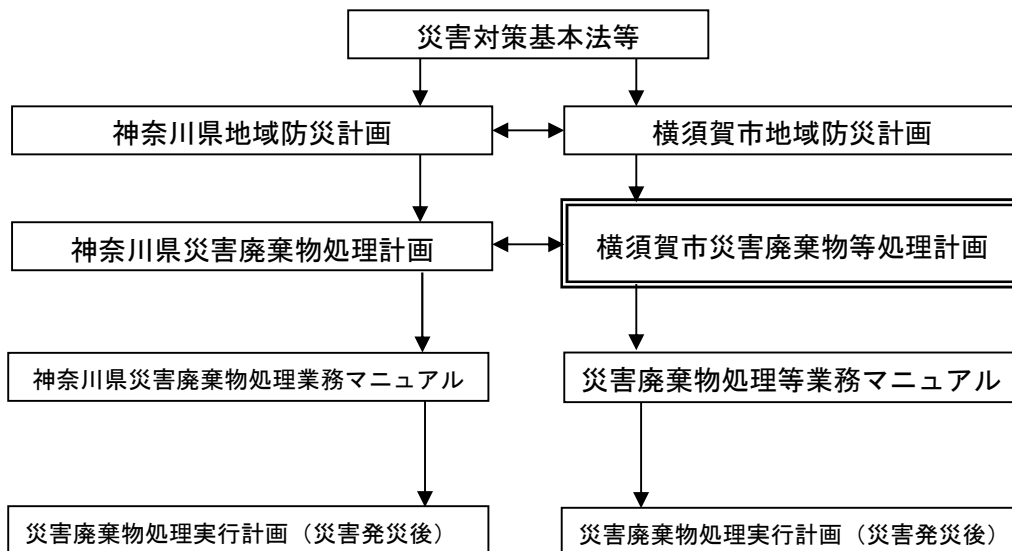 災害対策基本法等
神奈川県地域防災計画
横須賀市地域防災計画
神奈川県災害廃棄物処理計画
横須賀市災害廃棄物等処理計画
神奈川県災害廃棄物処理業務マニュアル
災害廃棄物処理等業務マニュアル
災害廃棄物処理実行計画（災害発災後）
災害廃棄物処理実行計画（災害発災後）